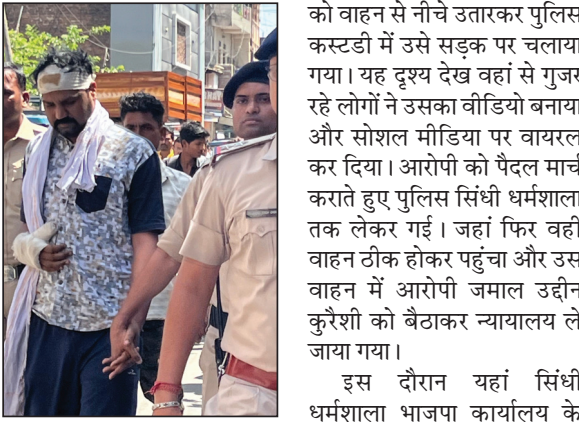 को वाहन से नीचे उतारकर पुलिस
कस्टडी में उसे सड़क पर चलाया
गया। यह दृश्य देख वहां से गुजर
रहे लोगों ने उसका वीडियो बनाया
और सोशल मीडिया पर वायरल
कर दिया। आरोपी को पैदल मार्च
कराते हुए पुलिस सिंधी धर्मशाला
तक लेकर गई। जहां फिर वही
वाहन ठीक होकर पहुंचा और उस
वाहन में आरोपी जमाल उद्दीन
कुरैशी को बैठाकर न्यायालय ले
जाया गया।
इस दौरान यहां सिंधी
धर्मशाला भाजपा कार्यालय के